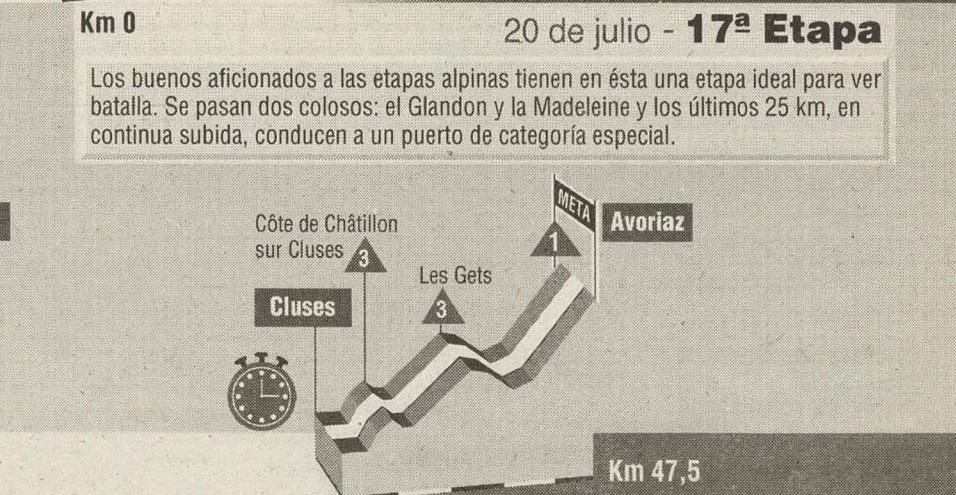 Km 0
20 de julio - 17ª Etapa
Los buenos aficionados a las etapas alpinas tienen en ésta una etapa ideal para ver
batalla. Se pasan dos colosos: el Glandon y la Madeleine y los últimos 25 km, en
continua subida, conducen a un puerto de categoría especial.
META
Avoriaz
1
Côte de Châtillon
sur Cluses
3
Les Gets
3
Cluses
Km 47,5